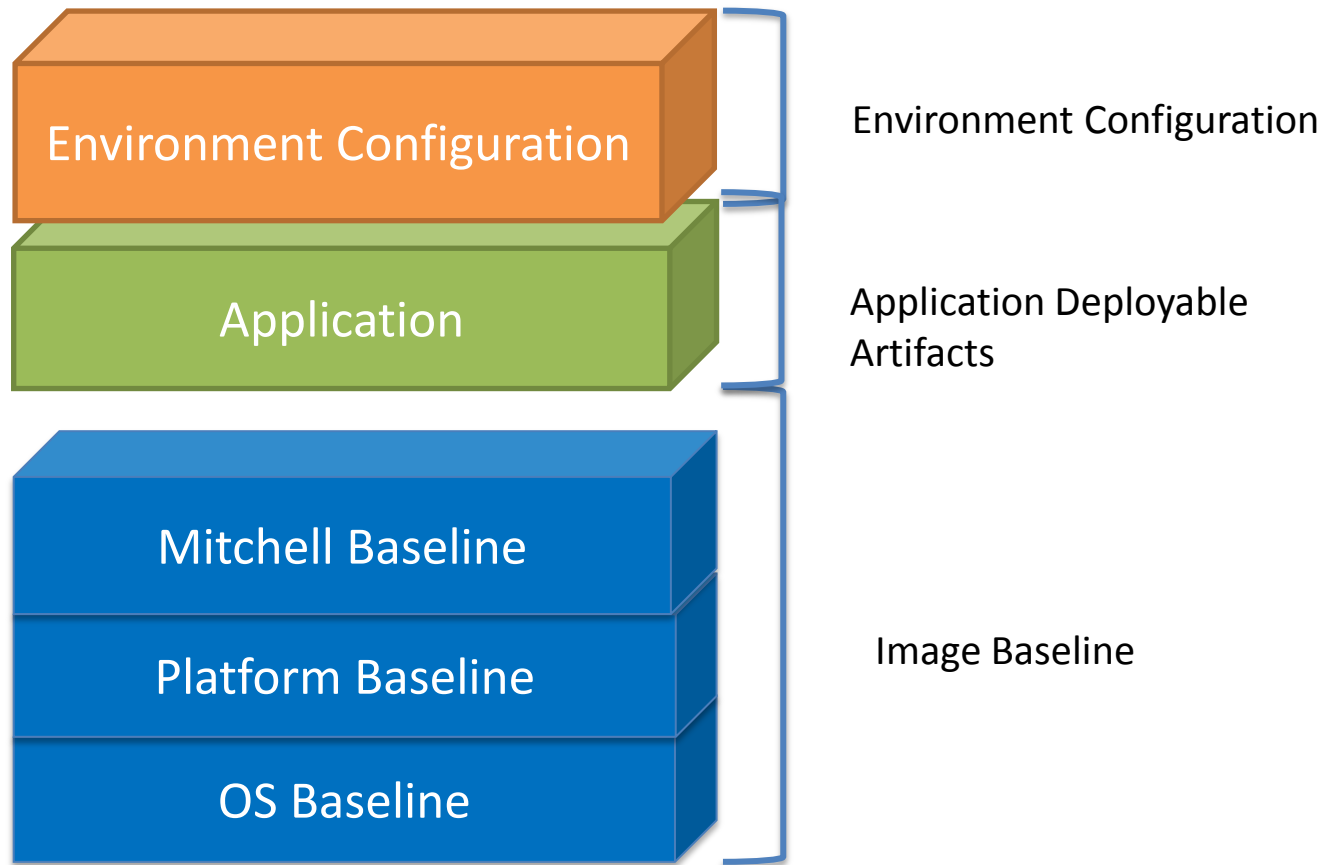 Environment Configuration
Environment Configuration
Application
Application Deployable
Artifacts
Mitchell Baseline
Platform Baseline
Image Baseline
OS Baseline